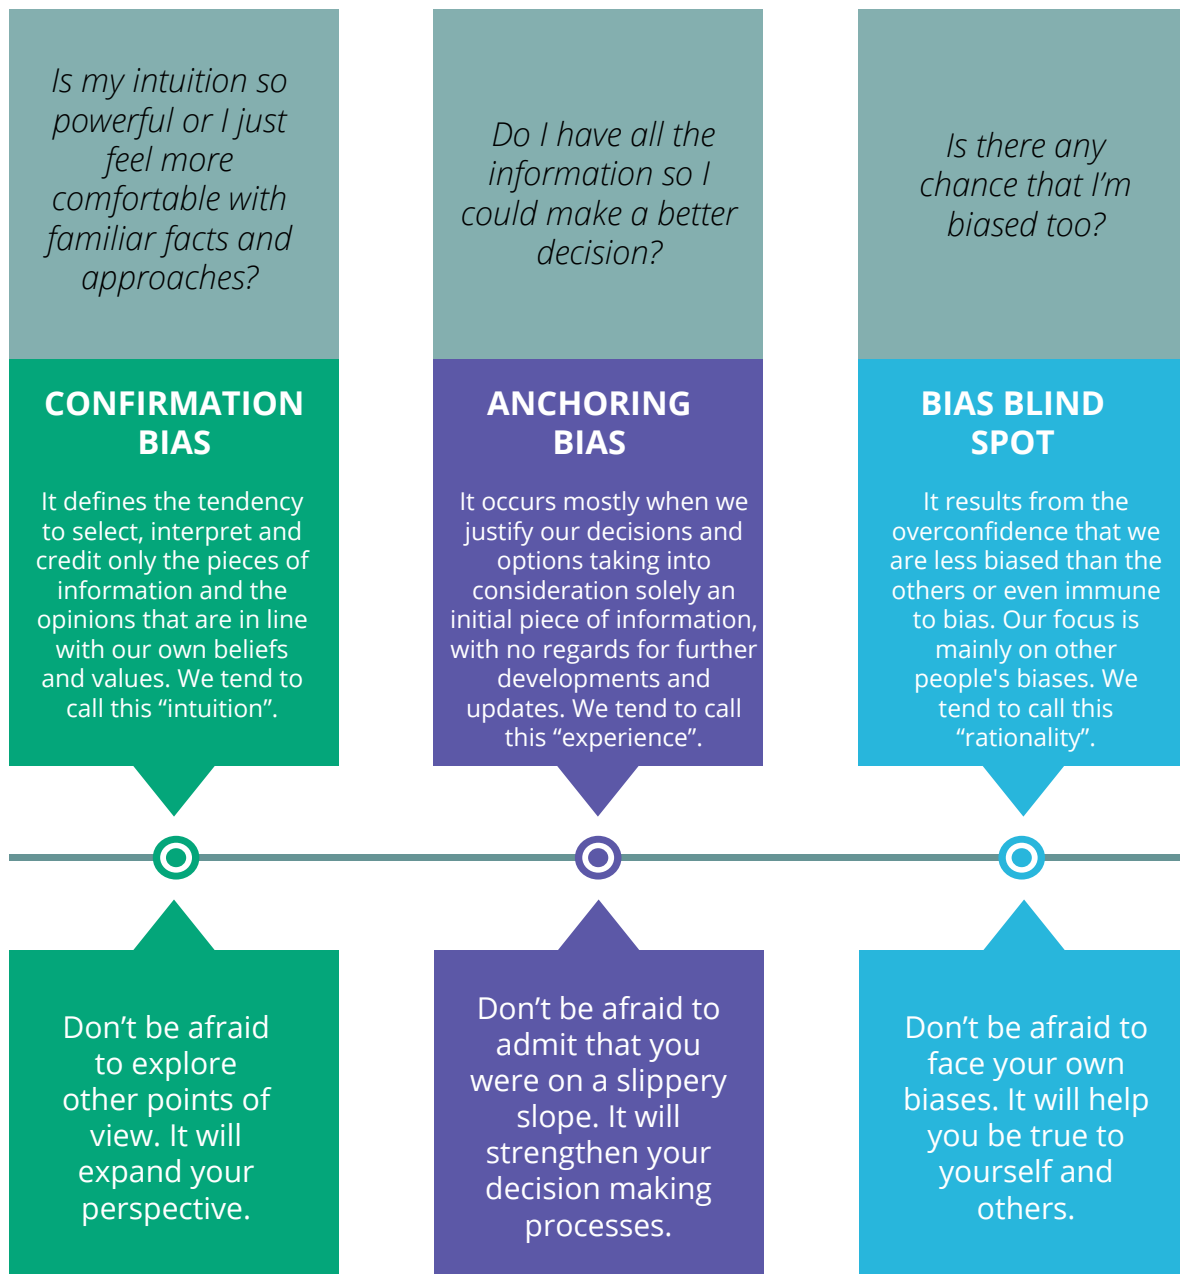 Is my intuition so
powerful or I just
feel more
comfortable with
familiar facts and
approaches?
CONFIRMATION
BIAS
It defines the tendency
to select, interpret and
credit only the pieces of
information and the
opinions that are in line
with our own beliefs
and values. We tend to
call this “intuition”.
Don’t be afraid
to explore
other points of
view. It will
expand your
perspective.
Do I have all the
information so I
could make a better
decision?
ANCHORING
BIAS
It occurs mostly when we
justify our decisions and
options taking into
consideration solely an
initial piece of information,
with no regards for further
developments and
updates. We tend to call
this “experience”.
Don’t be afraid to
admit that you
were on a slippery
slope. It will
strengthen your
decision making
processes.
Is there any
chance that I’m
biased too?
BIAS BLIND
SPOT
It results from the
overconfidence that we
are less biased than the
others or even immune
to bias. Our focus is
mainly on other
people's biases. We
tend to call this
“rationality”.
Don’t be afraid to
face your own
biases. It will help
you be true to
yourself and
others.